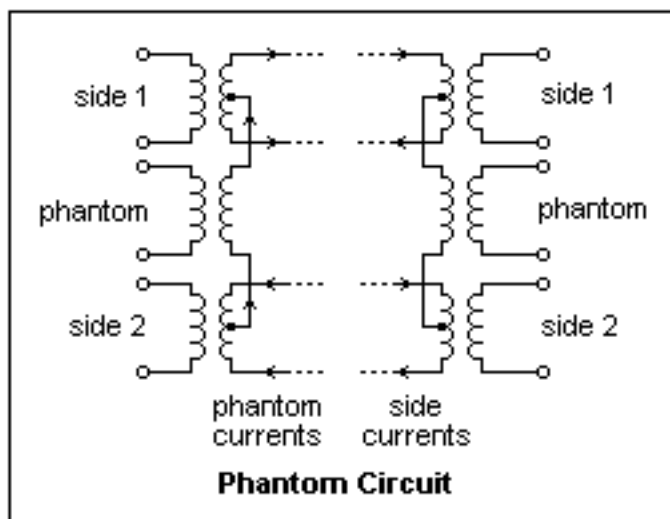 side 1
side 1
phantom
phantom
side 2
side 2
phantom
currents
side
currents
Phantom Circuit